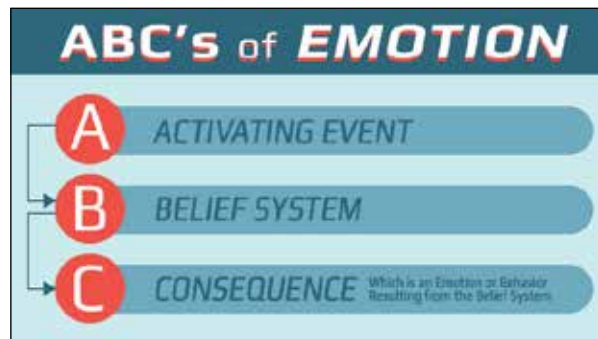 ABC's of EMOTION
A ACTIVATING EVENT
B BELIEF SYSTEM
C CONSEQUENCE Which is an Emotion or Behavior
Resulting from the Belief System